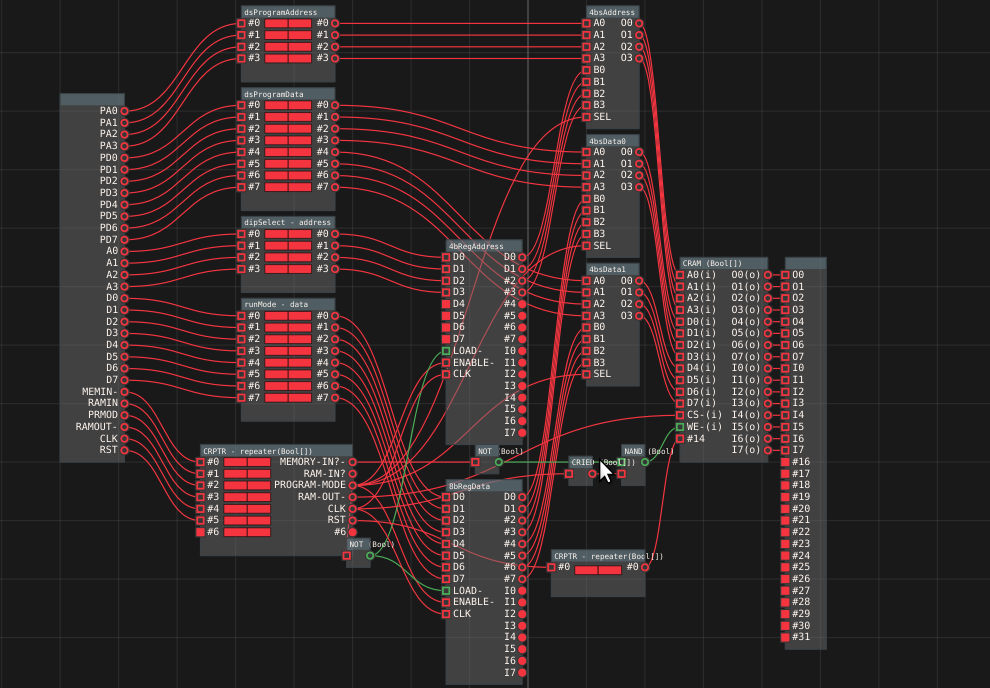 PA0
PA1
PA2
PA3
PD0
PD1
PD2
PD3
PD4
PD5
PD6
PD7
A0
A1
A2
A3
D0
D1
D2
D3
D4
D5
D6
D7
MEMIN-
RAMIN
PRMOD
RAMOUT-
CLK
RST
dsProgramAddress
#0 #0
#1 #1
#2 #2
#3 #3
dsProgramData
#0 #0
#1 #1
#2 #2
#3 #3
#4 #4
#5 #5
#6 #6
#7 #7
dipSelect - address
#0 #0
#1 #1
#2 #2
#3 #3
runMode - data
#0 #0
#1 #1
#2 #2
#3 #3
#4 #4
#5 #5
#6 #6
#7 #7
CRPTR - repeater(Bool[])
#0 MEMORY-IN?-
#1 RAM-IN?
#2 PROGRAM-MODE
#3 RAM-OUT-
#4 CLK
#5 RST
#6 #6
NOT (Bool)
4bRegAddress
D0 D0
D1 D1
D2 #2
D3 #3
D4 #4
D5 #5
D6 #6
D7 #7
LOAD- I0
ENABLE- I1
CLK I2
I3
I4
I5
I6
I7
NOT (Bool)
8bRegData
D0 D0
D1 D1
D2 #2
D3 #3
D4 #4
D5 #5
D6 #6
D7 #7
LOAD- I0
ENABLE- I1
CLK I2
I3
I4
I5
I6
I7
4bsAddress
A0 O0
A1 O1
A2 O2
A3 O3
B0
B1
B2
B3
SEL
4bsData0
A0 O0
A1 O1
A2 O2
A3 O3
B0
B1
B2
B3
SEL
4bsData1
A0 O0
A1 O1
A2 O2
A3 O3
B0
B1
B2
B3
SEL
NAND (Bool)
CRPTR - repeater(Bool[])
#0 #0
CRAM (Bool[])
A0(i) O0(o)
A1(i) O1(o)
A2(i) O2(o)
A3(i) O3(o)
D0(i) O4(o)
D1(i) O5(o)
D2(i) O6(o)
D3(i) O7(o)
D4(i) I0(o)
D5(i) I1(o)
D6(i) I2(o)
D7(i) I3(o)
CS-(i) I4(o)
WE-(i) I5(o)
#14 I6(o)
I7(o)
O0
O1
O2
O3
O4
O5
O6
O7
I0
I1
I2
I3
I4
I5
I6
I7
#16
#17
#18
#19
#20
#21
#22
#23
#24
#25
#26
#27
#28
#29
#30
#31